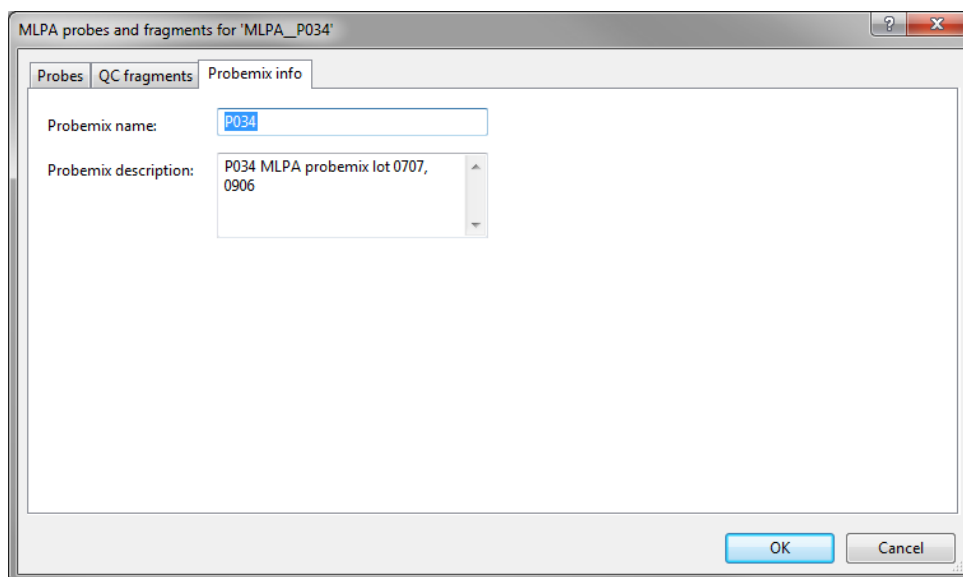 MLPA probes and fragments for 'MLPA__P034'
Probes QC fragments Probemix info
Probemix name: P034
Probemix description: P034 MLPA probemix lot 0707,
0906
OK Cancel